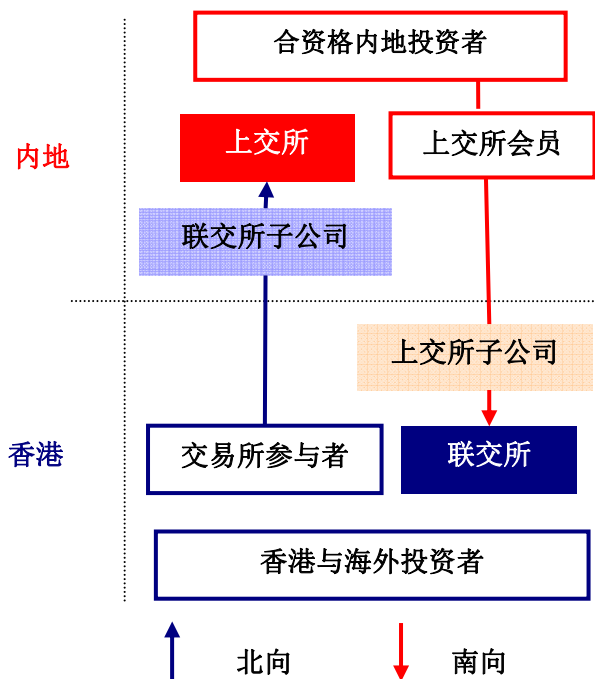 合资格内地投资者
上交所
上交所会员
内地
联交所子公司
上交所子公司
香港
交易所参与者
联交所
香港与海外投资者
北向
南向